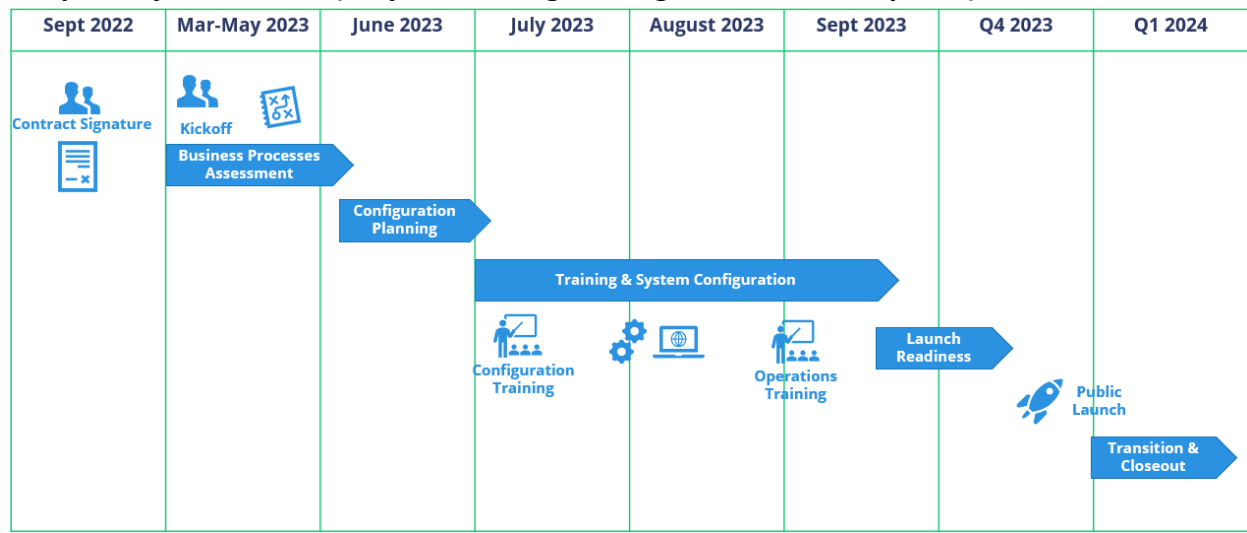 Sept 2022
Mar-May 2023
June 2023
July 2023
August 2023
Sept 2023
Q4 2023
Q1 2024
Contract Signature
Kickoff
Business Processes
Assessment
Configuration
Planning
Training & System Configuration
Configuration
Training
Operations
Training
Launch
Readiness
Public
Launch
Transition &
Closeout